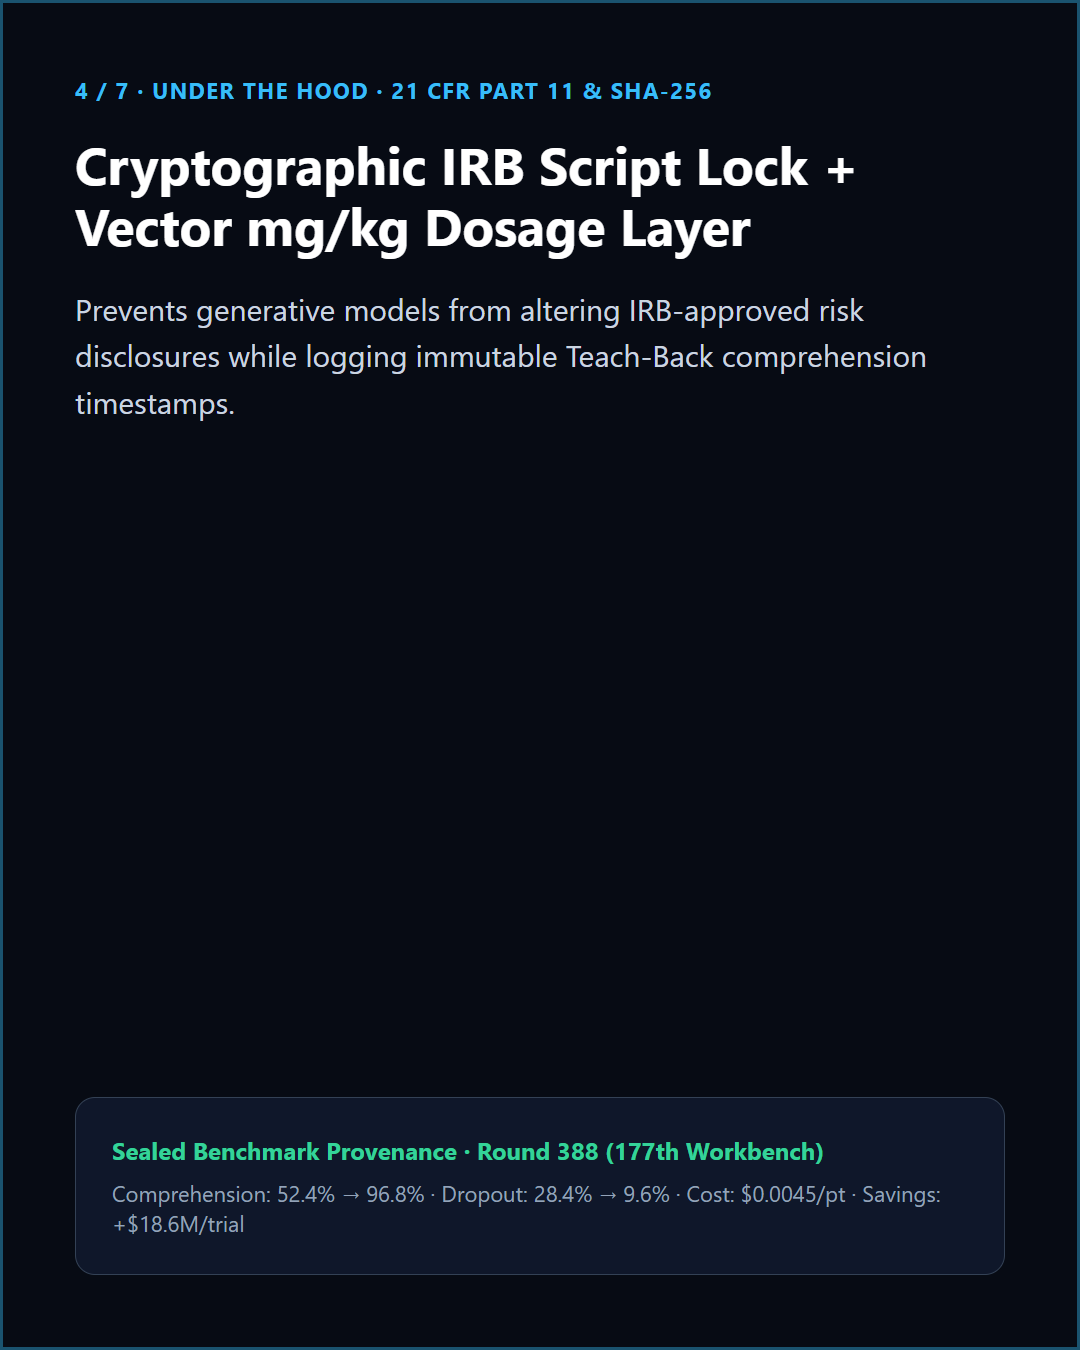 4 / 7 · UNDER THE HOOD · 21 CFR PART 11 & SHA-256
Cryptographic IRB Script Lock +
Vector mg/kg Dosage Layer
Prevents generative models from altering IRB-approved risk
disclosures while logging immutable Teach-Back comprehension
timestamps.
Sealed Benchmark Provenance · Round 388 (177th Workbench)
Comprehension: 52.4% → 96.8% · Dropout: 28.4% → 9.6% · Cost: $0.0045/pt · Savings:
+$18.6M/trial